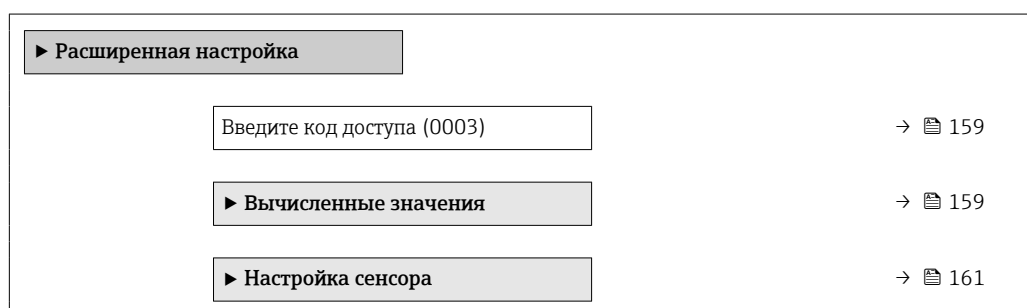 ▶ Расширенная настройка
Введите код доступа (0003) → 159
▶ Вычисленные значения → 159
▶ Настройка сенсора → 161